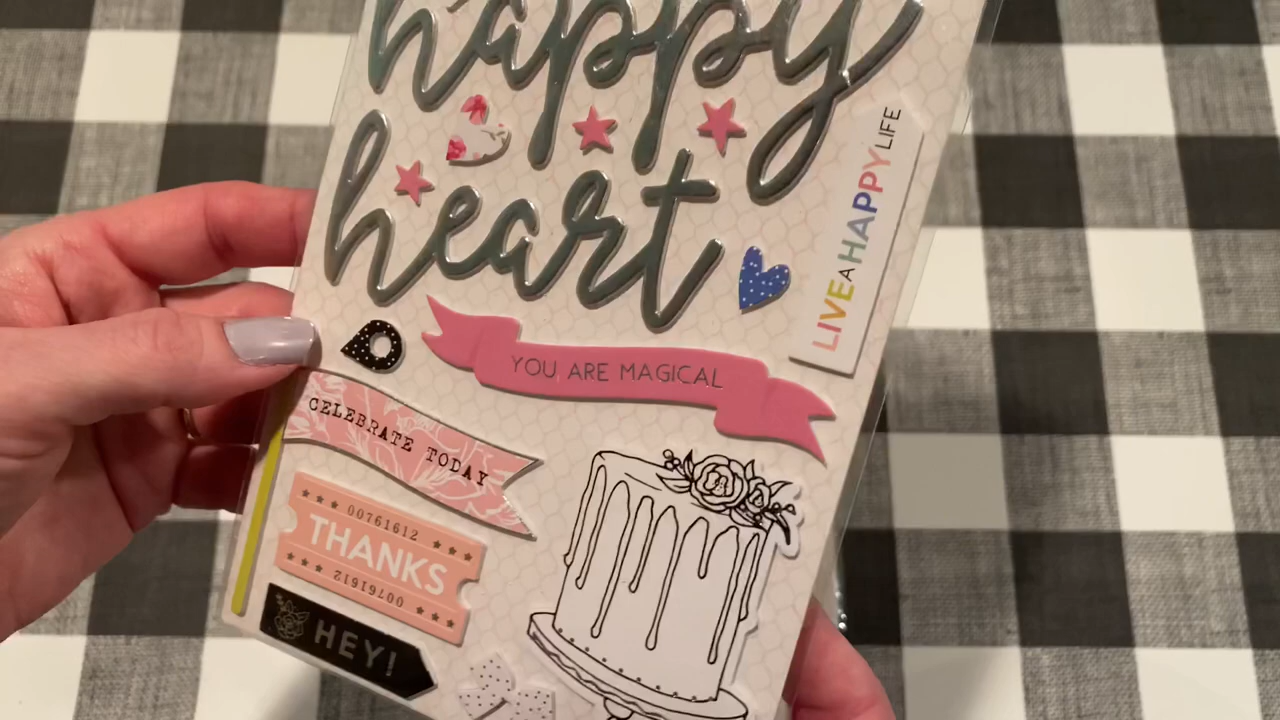 happy
heart
LIVE A HAPPY LIFE
YOU ARE MAGICAL
CELEBRATE TODAY
00761612
THANKS
00761612
HEY!